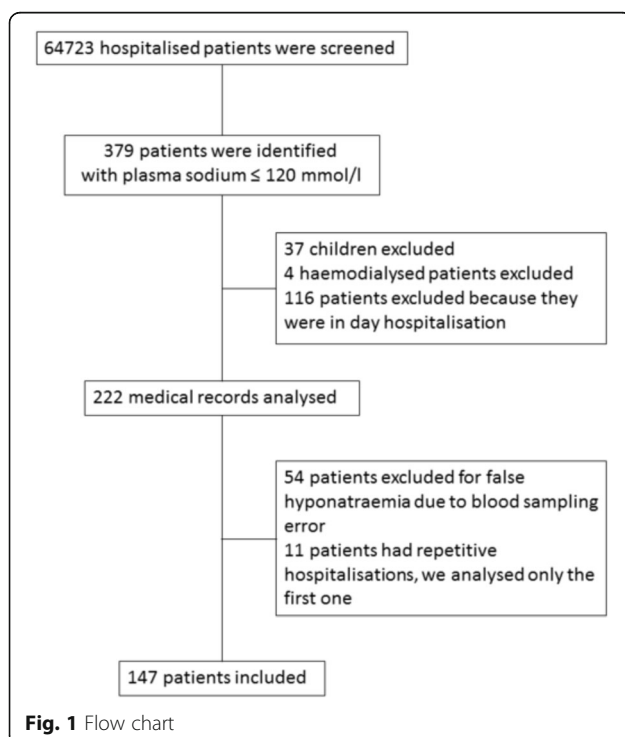 64723 hospitalised patients were screened
379 patients were identified
with plasma sodium ≤ 120 mmol/l
37 children excluded
4 haemodialysed patients excluded
116 patients excluded because they
were in day hospitalisation
222 medical records analysed
54 patients excluded for false
hyponatraemia due to blood sampling
error
11 patients had repetitive
hospitalisations, we analysed only the
first one
147 patients included
Fig. 1 Flow chart